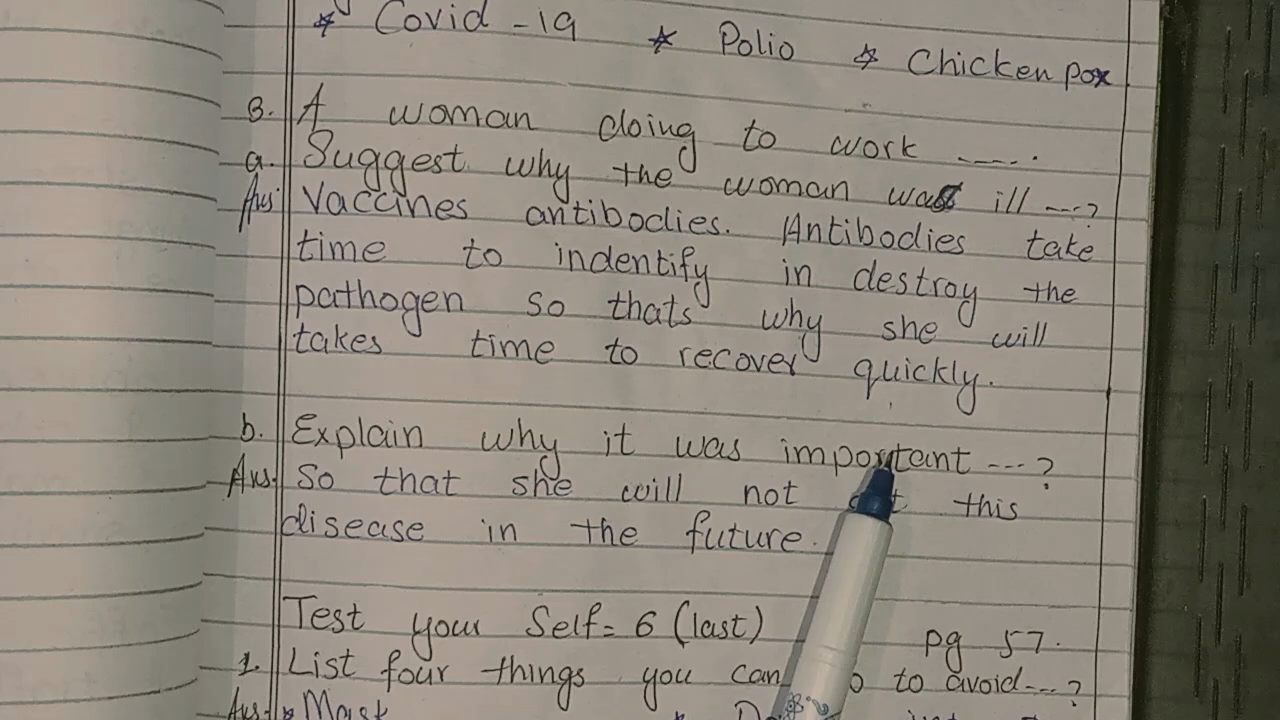 * Covid -19 * Polio * Chicken pox
3. A woman doing to work -----.
a. Suggest why the woman was ill ---?
Ans Vaccines antibodies. Antibodies take
time to indentify in destroy the
pathogen so thats why she will
takes time to recover quickly.
b. Explain why it was important ---?
Ans. So that she will not this
disease in the future.
Test your Self= 6 (last) pg 57.
1. List four things you can to avoid---?
Ans. * Mask *